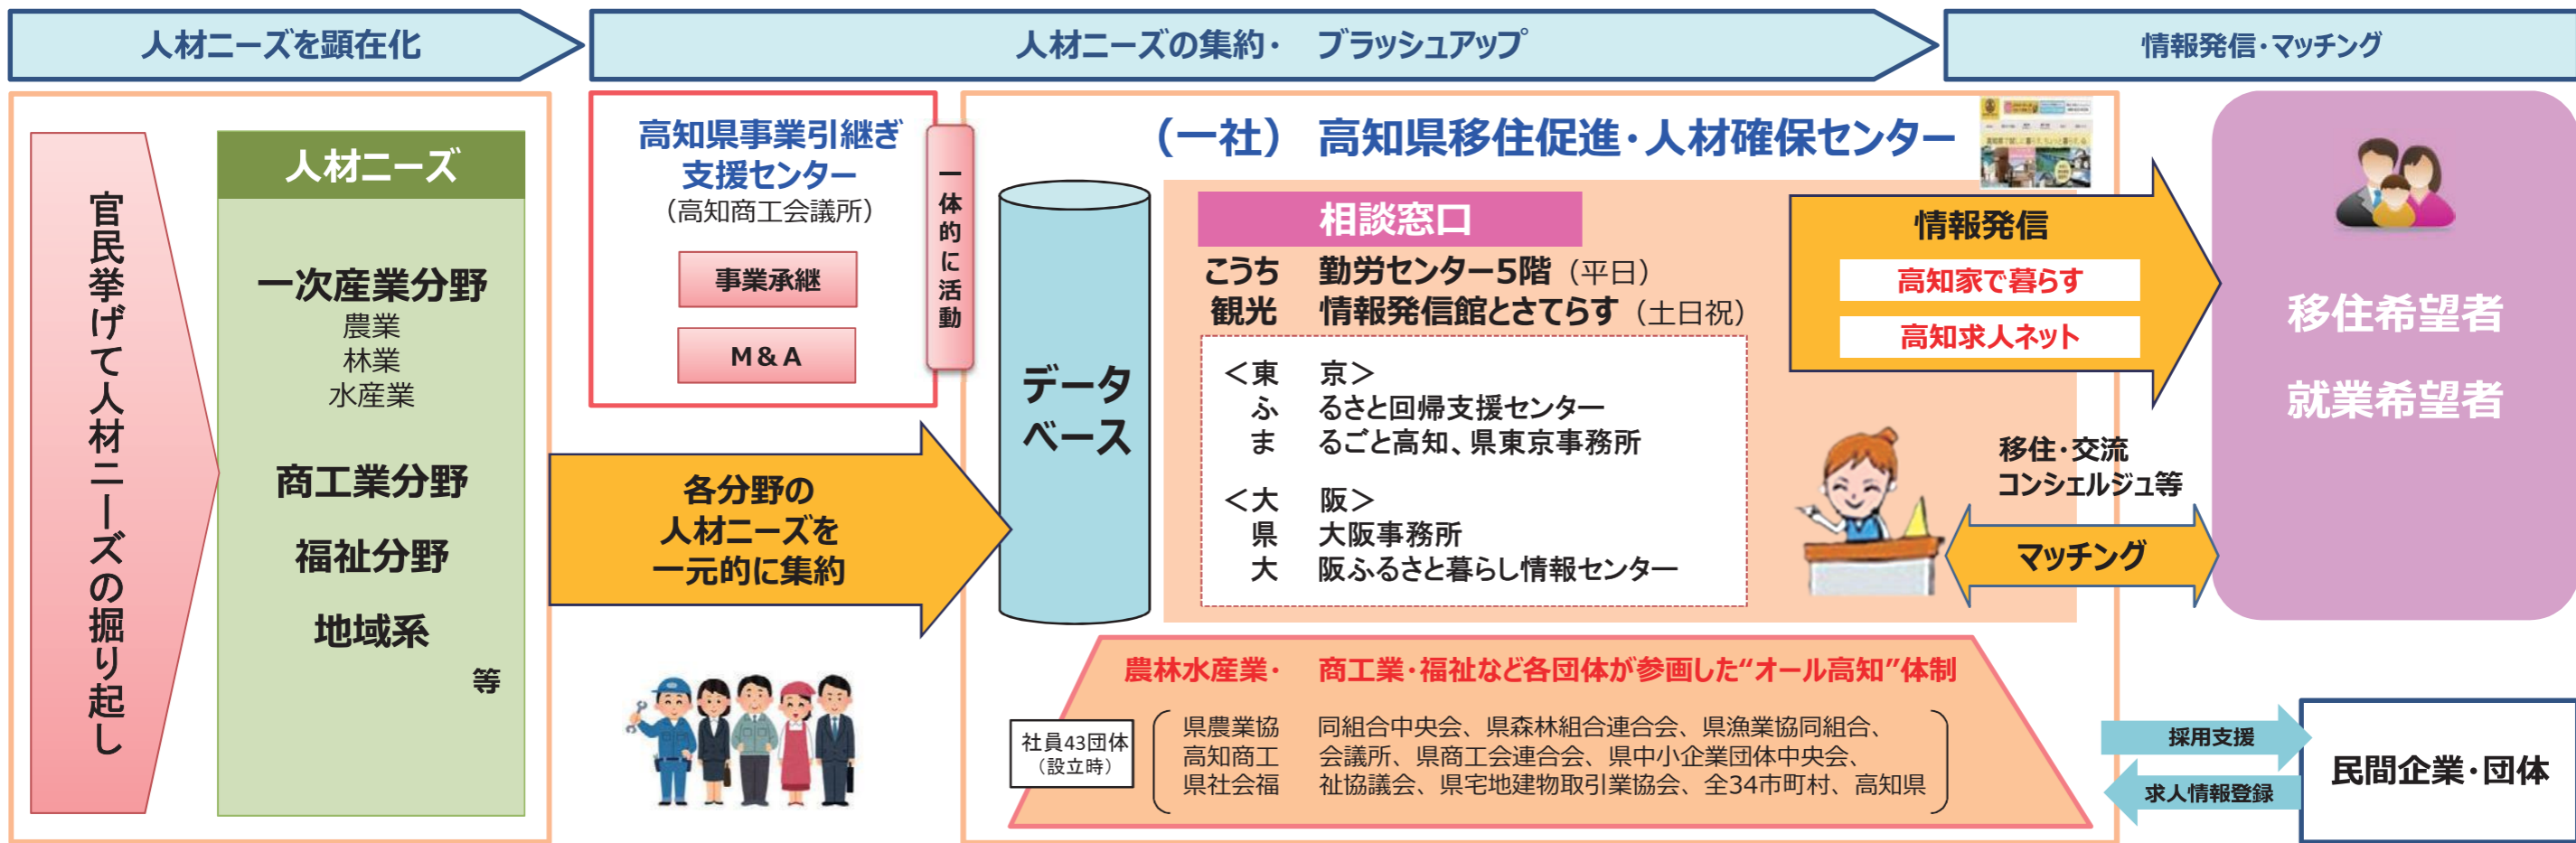 人材ニーズを顕在化
人材ニーズの集約・ ブラッシュアップ
情報発信・マッチング
官民挙げて人材ニーズの掘り起し
人材ニーズ
一次産業分野
農業
林業
水産業
商工業分野
福祉分野
地域系
等
高知県事業引継ぎ
支援センター
（高知商工会議所）
事業承継
M＆A
一体的に活動
各分野の
人材ニーズを
一元的に集約
（一社） 高知県移住促進・人材確保センター
データ
ベース
相談窓口
こうち 勤労センター5階（平日）
観光 情報発信館とさてらす（土日祝）
＜東 京＞
ふ るさと回帰支援センター
ま るごと高知、県東京事務所
＜大 阪＞
県 大阪事務所
大 阪ふるさと暮らし情報センター
情報発信
高知家で暮らす
高知求人ネット
移住・交流
コンシェルジュ等
マッチング
移住希望者
就業希望者
農林水産業・ 商工業・福祉など各団体が参画した“オール高知”体制
社員43団体
（設立時）
県農業協 同組合中央会、県森林組合連合会、県漁業協同組合、
高知商工 会議所、県商工会連合会、県中小企業団体中央会、
県社会福 祉協議会、県宅地建物取引業協会、全34市町村、高知県
採用支援
求人情報登録
民間企業・団体